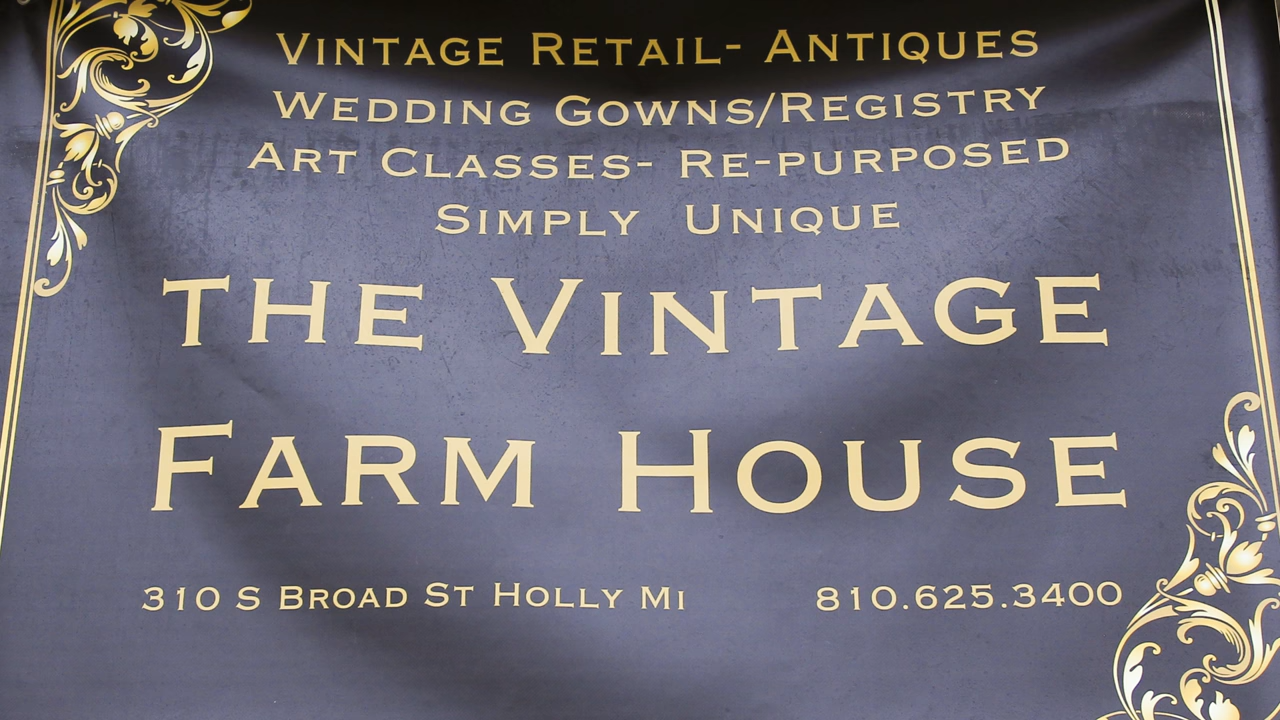 Vintage Retail- Antiques
Wedding Gowns/Registry
Art Classes- Re-purposed
Simply Unique
The Vintage
Farm House
310 S Broad St Holly Mi 810.625.3400